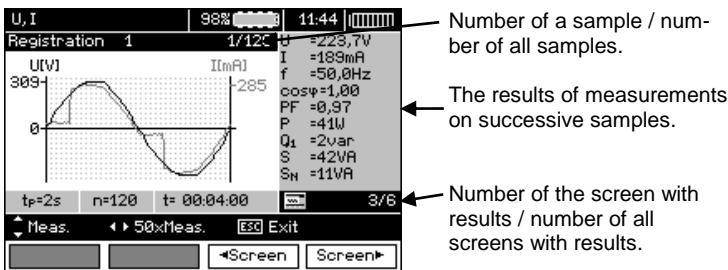 U, I 98% 11:44
Registration 1 1/120
U[V] I[mA]
309 285
0
U =223,7V
I =189mA
f =50,0Hz
cosφ=1,00
PF =0,97
P =41W
Q₁ =2var
S =42VA
Sɴ =11VA
tP=2s n=120 t= 00:04:00 3/6
Meas. 50xMeas. ESC Exit
◄Screen Screen►
Number of a sample / num-
ber of all samples.
The results of measurements
on successive samples.
Number of the screen with
results / number of all
screens with results.